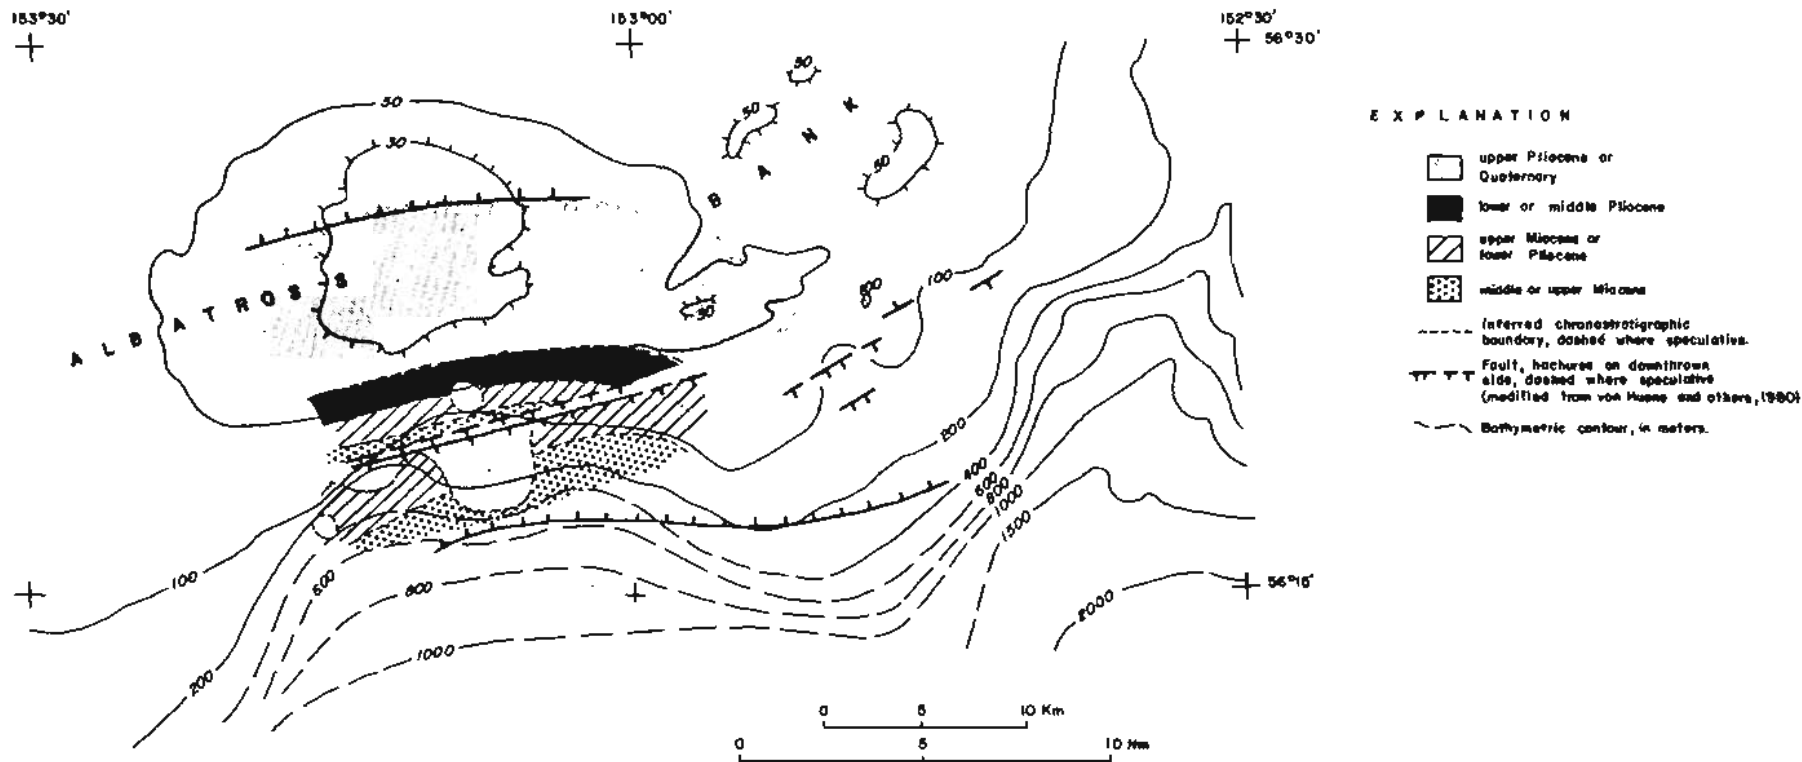 153°30'
153°00'
152°30'
56°30'
50
30
50
50
50
ALBATROSS
BANK
30
100
100
EXPLANATION
upper Pliocene or
Quaternary
lower or middle Pliocene
upper Miocene or
lower Pliocene
middle or upper Miocene
Inferred chronostratigraphic
boundary, dashed where speculative.
Fault, hachures on downthrown
side, dashed where speculative
(modified from von Huene and others, 1980)
Bathymetric contour, in meters.
200
400
600
800
1000
1500
2000
56°15'
100
200
600
800
1000
0 5 10 Km
0 5 10 Nm